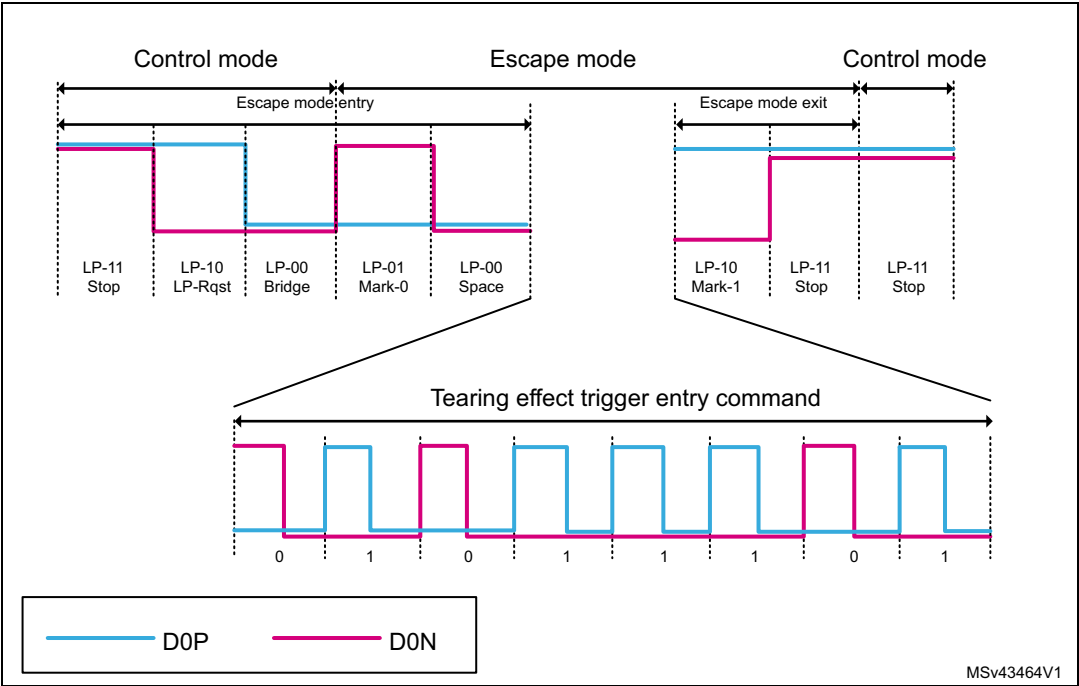 Control mode
Escape mode
Control mode
Escape mode entry
Escape mode exit
LP-11
Stop
LP-10
LP-Rqst
LP-00
Bridge
LP-01
Mark-0
LP-00
Space
LP-10
Mark-1
LP-11
Stop
LP-11
Stop
Tearing effect trigger entry command
0 1 0 1 1 1 0 1
D0P
D0N
MSv43464V1